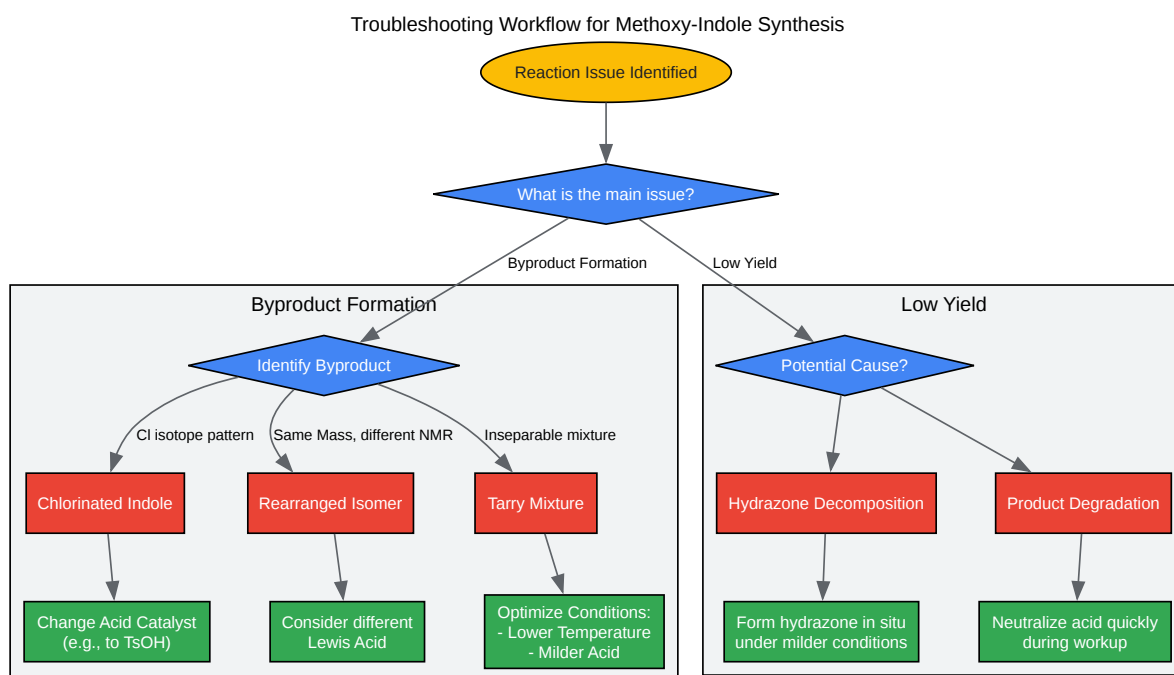 Troubleshooting Workflow for Methoxy-Indole Synthesis
Reaction Issue Identified
What is the main issue?
Byproduct Formation
Low Yield
Byproduct Formation
Low Yield
Identify Byproduct
Potential Cause?
Cl isotope pattern
Same Mass, different NMR
Inseparable mixture
Chlorinated Indole
Rearranged Isomer
Tarry Mixture
Hydrazone Decomposition
Product Degradation
Change Acid Catalyst
(e.g., to TsOH)
Consider different
Lewis Acid
Optimize Conditions:
- Lower Temperature
- Milder Acid
Form hydrazone in situ
under milder conditions
Neutralize acid quickly
during workup